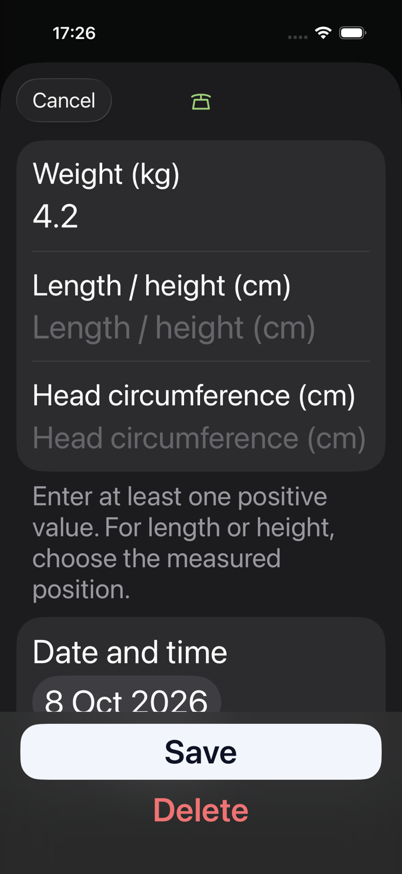 17:26
Cancel
Weight (kg)
4.2
Length / height (cm)
Length / height (cm)
Head circumference (cm)
Head circumference (cm)
Enter at least one positive
value. For length or height,
choose the measured
position.
Date and time
8 Oct 2026
Save
Delete